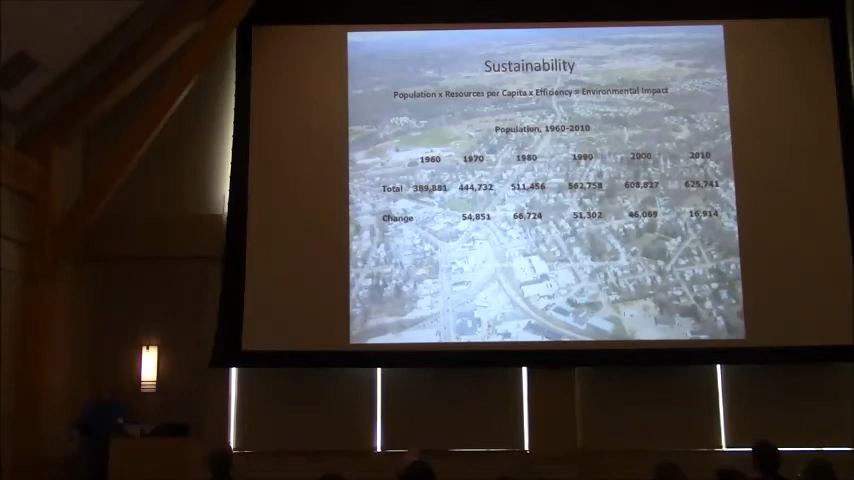 Sustainability
Population x Resources per Capita x Efficiency = Environmental Impact
Population, 1960-2010
1960 1970 1980 1990 2000 2010
Total 389,881 444,732 511,456 562,758 608,827 625,741
Change 54,851 66,724 51,302 46,069 16,914